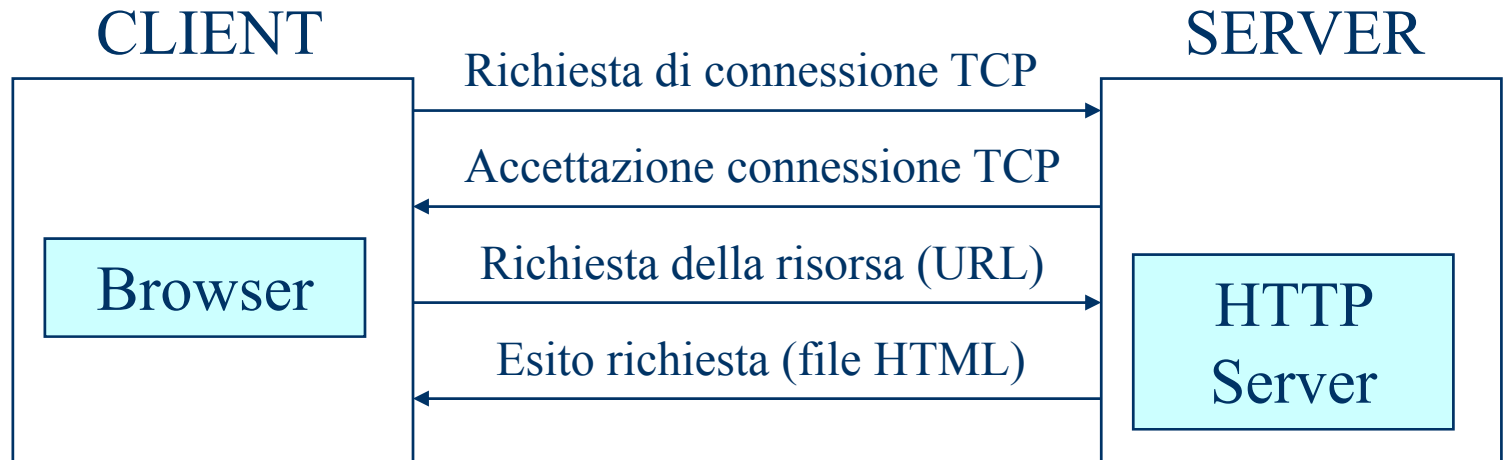 CLIENT
SERVER
Richiesta di connessione TCP
Accettazione connessione TCP
Richiesta della risorsa (URL)
Esito richiesta (file HTML)
Browser
HTTP
Server